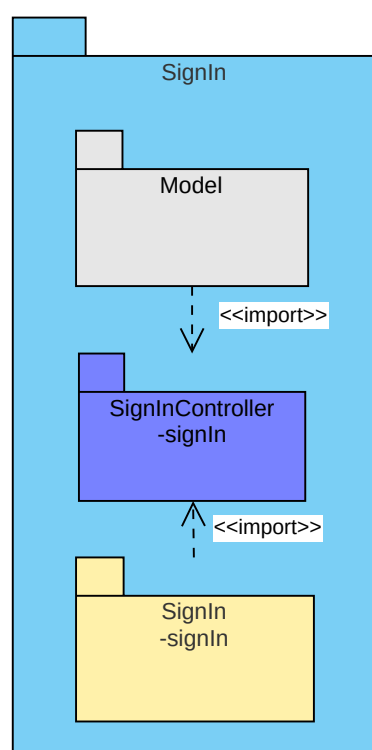 SignIn
Model
<<import>>
SignInController
-signIn
<<import>>
SignIn
-signIn